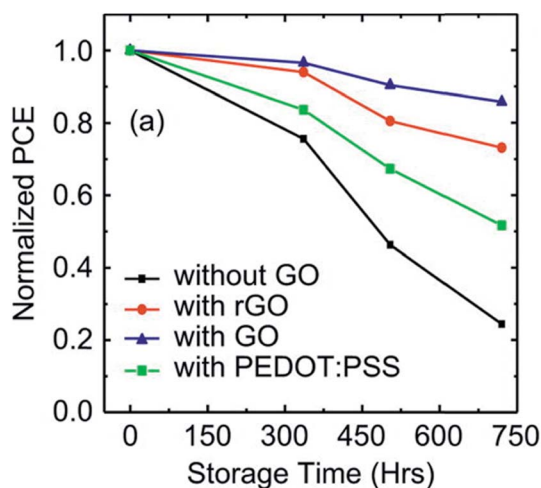 Normalized PCE
1.0
0.8
0.6
0.4
0.2
0.0
(a)
without GO
with rGO
with GO
with PEDOT:PSS
0 150 300 450 600 750
Storage Time (Hrs)